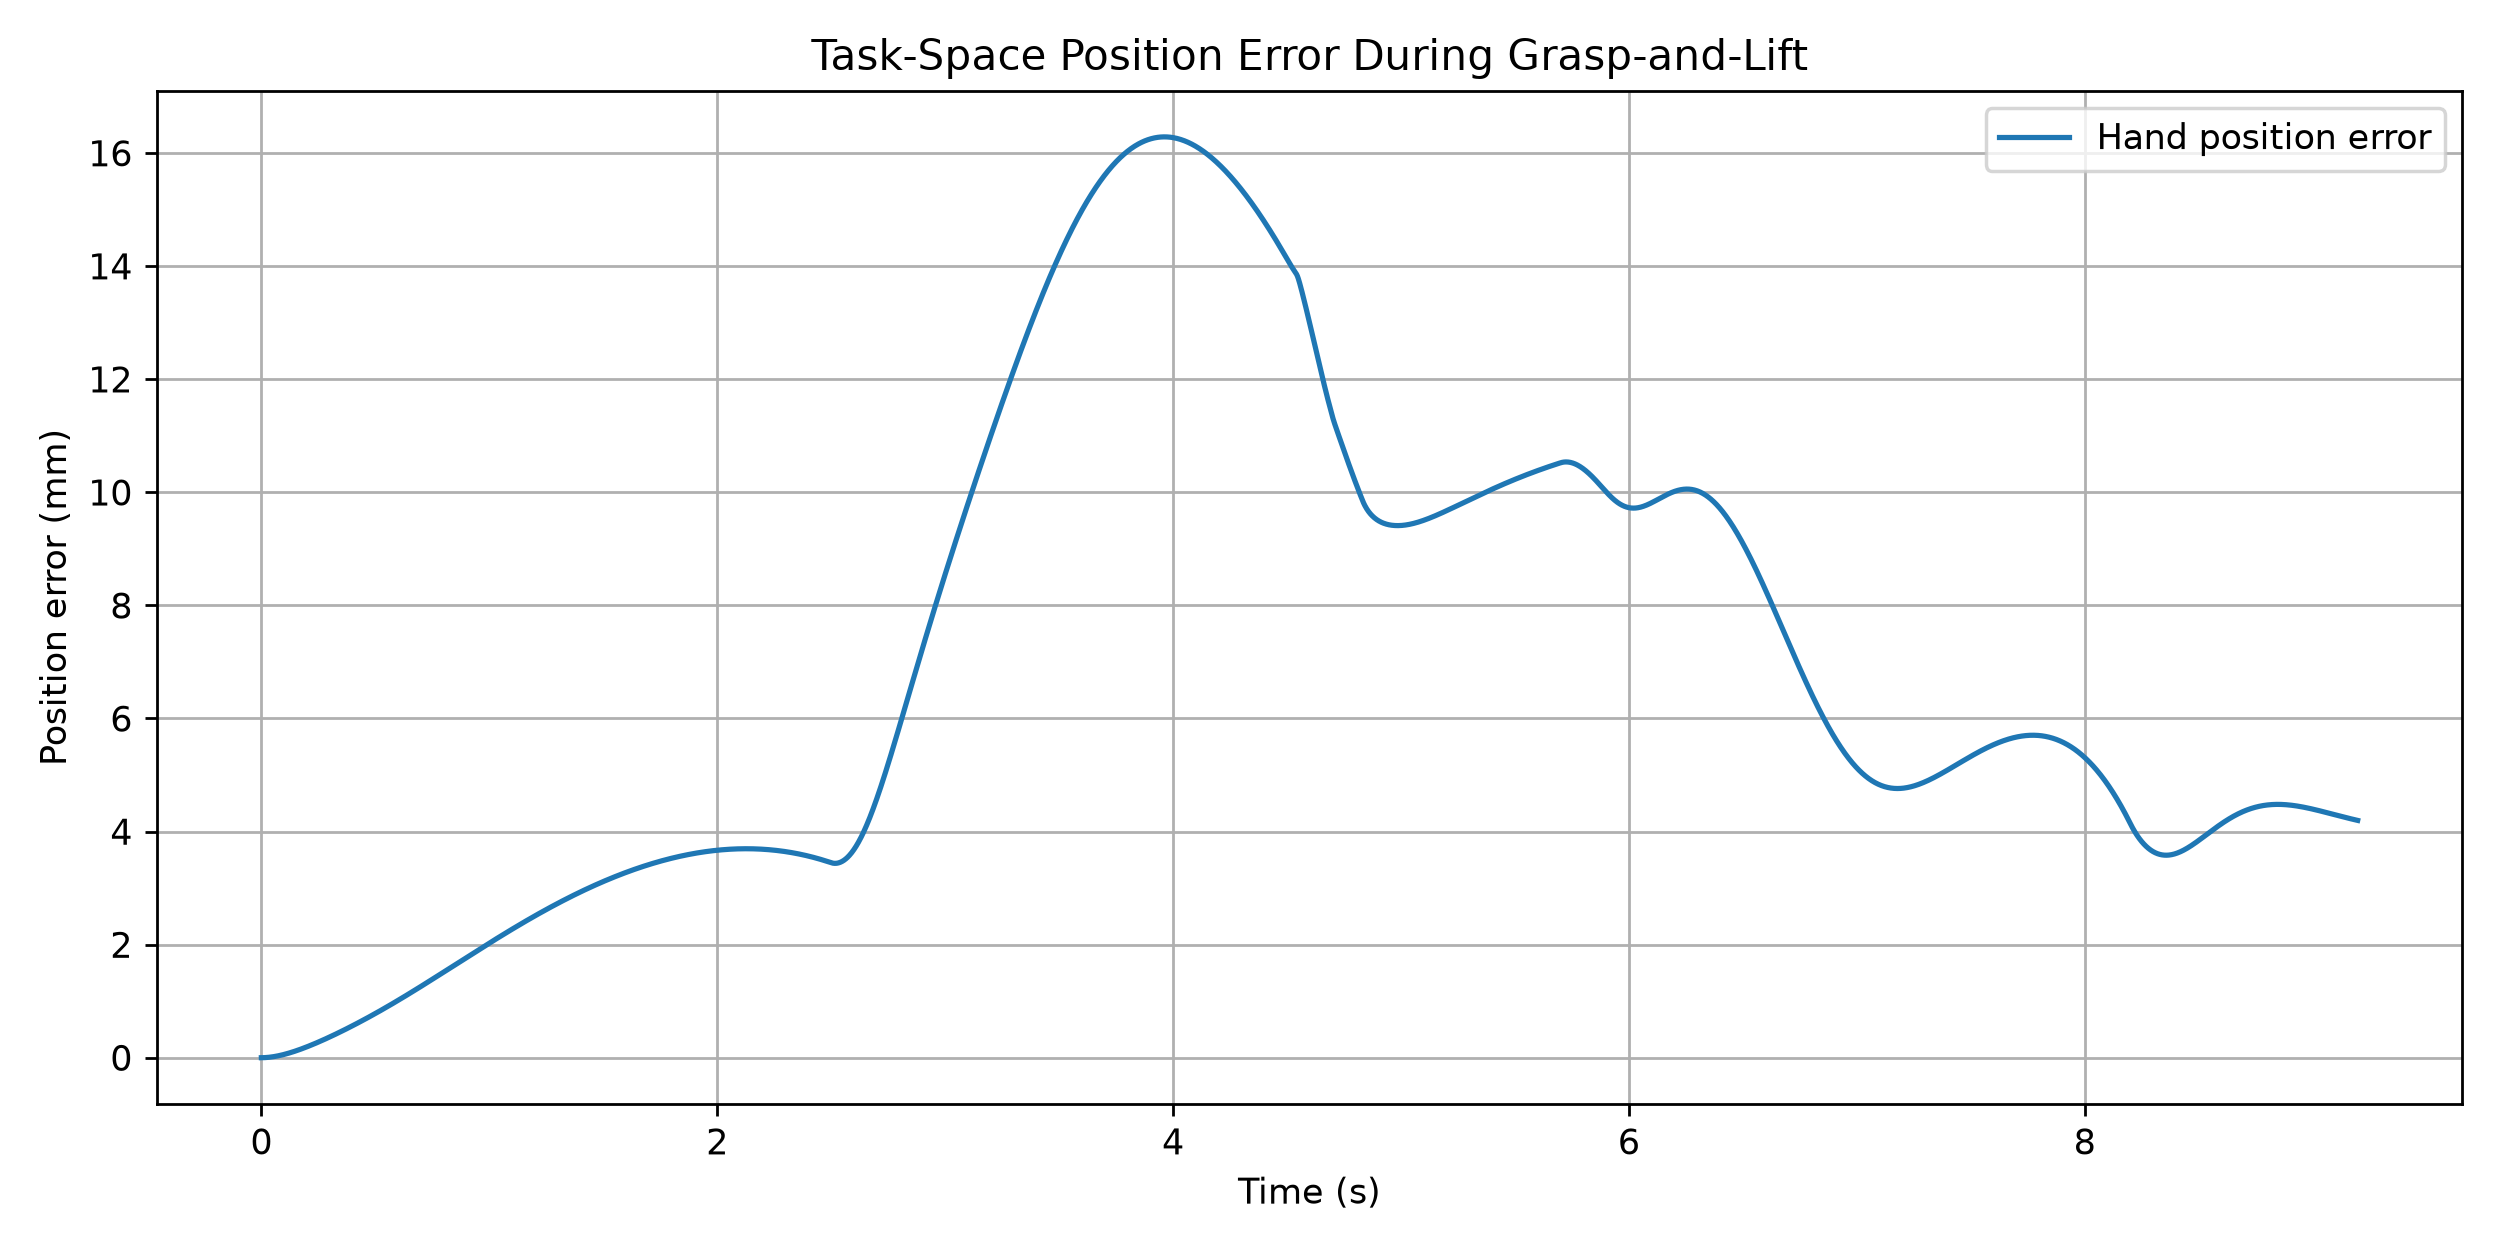 Task-Space Position Error During Grasp-and-Lift
Hand position error
Position error (mm)
16
14
12
10
8
6
4
2
0
0 2 4 6 8
Time (s)